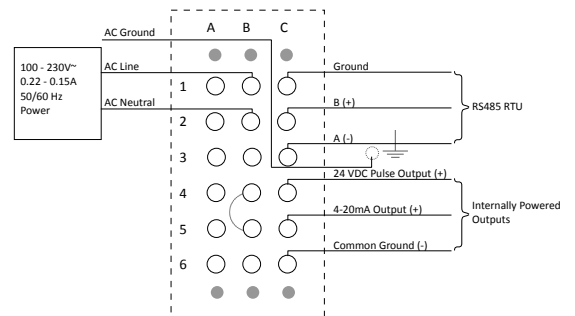 AC Ground
A B C
100 - 230V~
0.22 - 0.15A
50/60 Hz
Power
AC Line
AC Neutral
1
2
3
4
5
6
Ground
B (+)
A (-)
RS485 RTU
24 VDC Pulse Output (+)
4-20mA Output (+)
Common Ground (-)
Internally Powered
Outputs